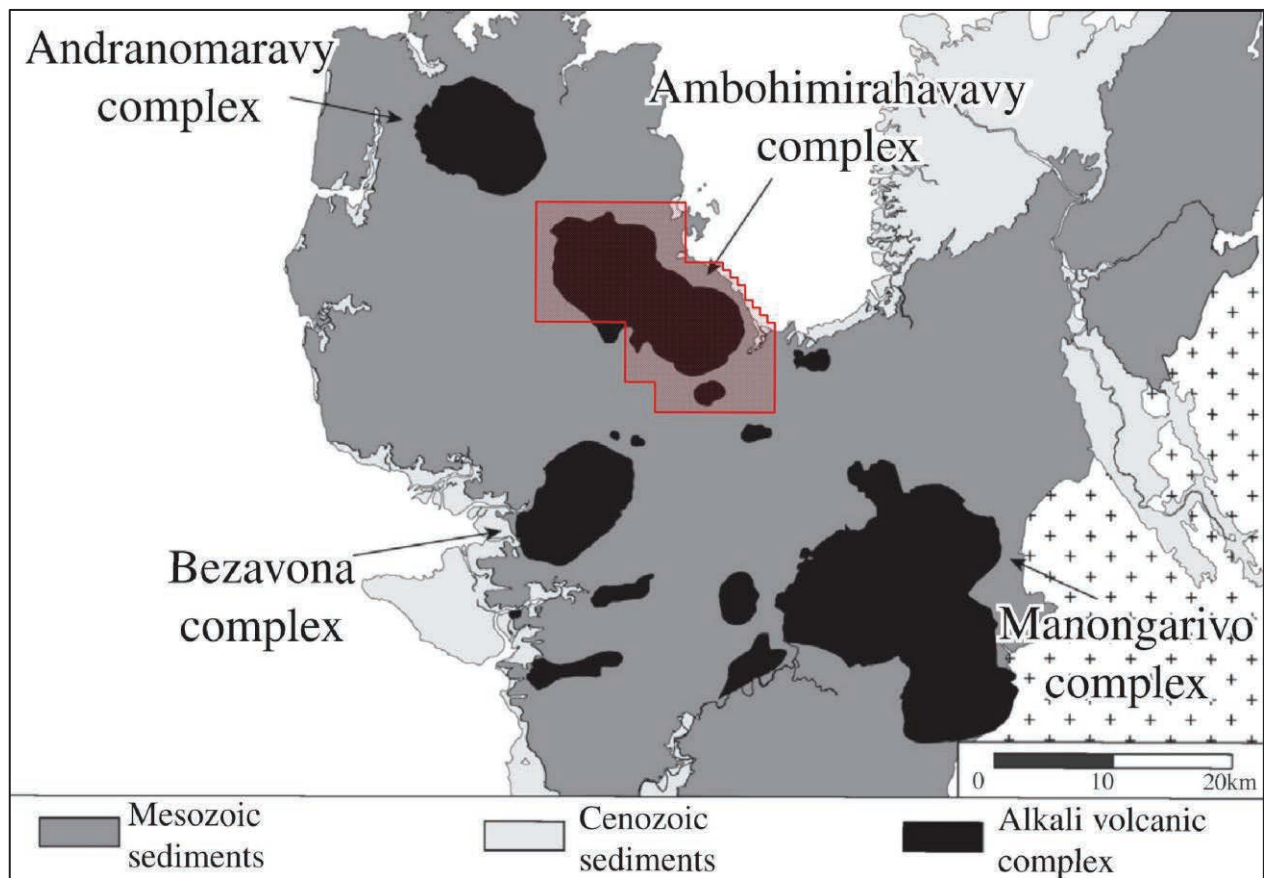 Andranomaravy
complex
Ambohimirahavavy
complex
Bezavona
complex
Manongarivo
complex
0 10 20km
Mesozoic
sediments
Cenozoic
sediments
Alkali volcanic
complex